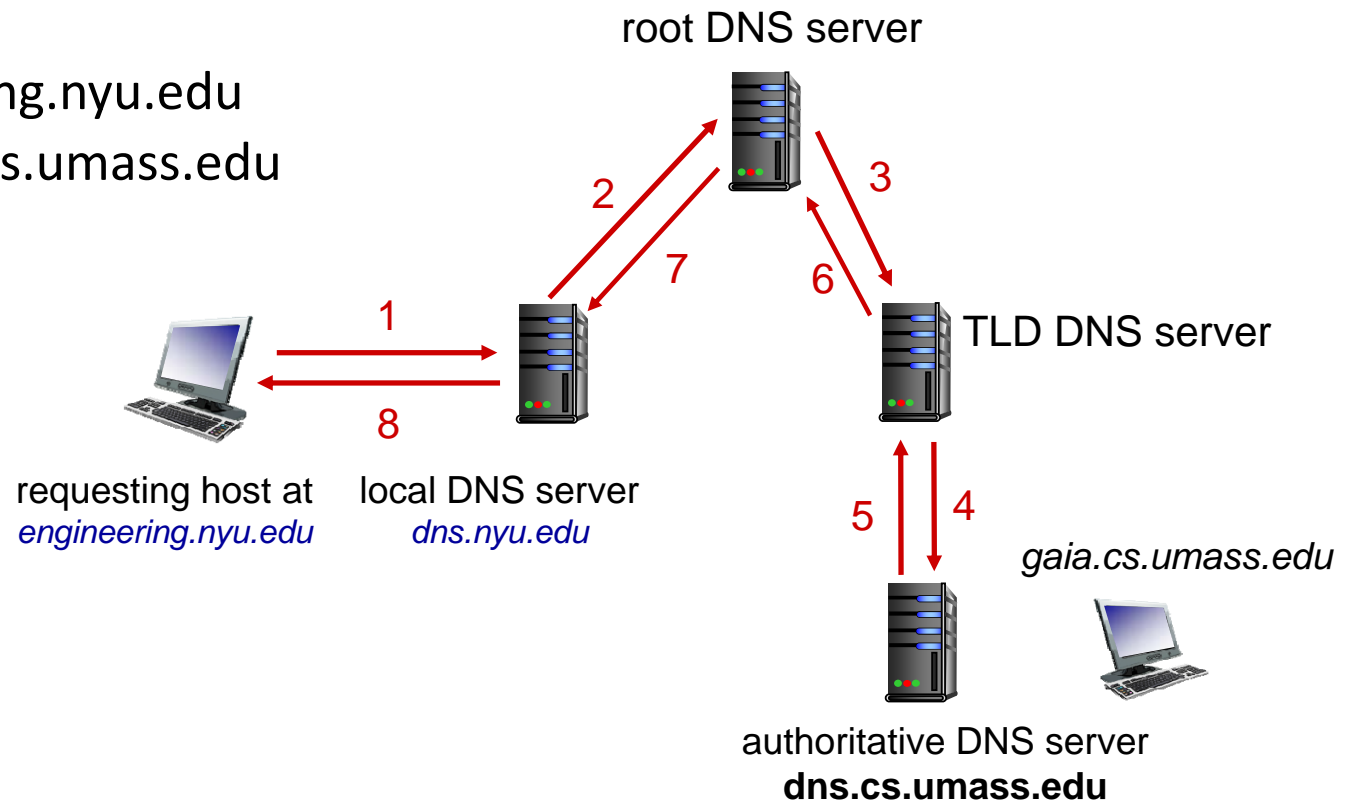 root DNS server
ng.nyu.edu
s.umass.edu
2
3
7
6
1
TLD DNS server
8
requesting host at
engineering.nyu.edu
local DNS server
dns.nyu.edu
5
4
gaia.cs.umass.edu
authoritative DNS server
dns.cs.umass.edu